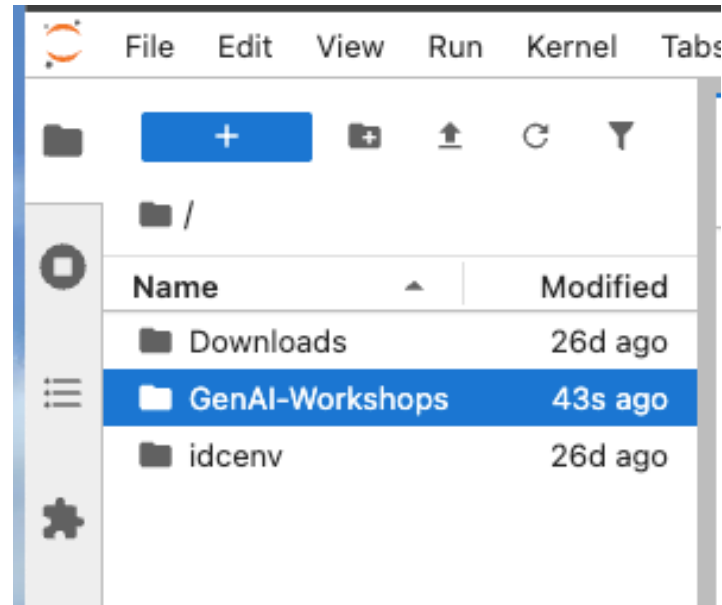 File Edit View Run Kernel Tabs
+
/
Name Modified
Downloads 26d ago
GenAI-Workshops 43s ago
idcenv 26d ago